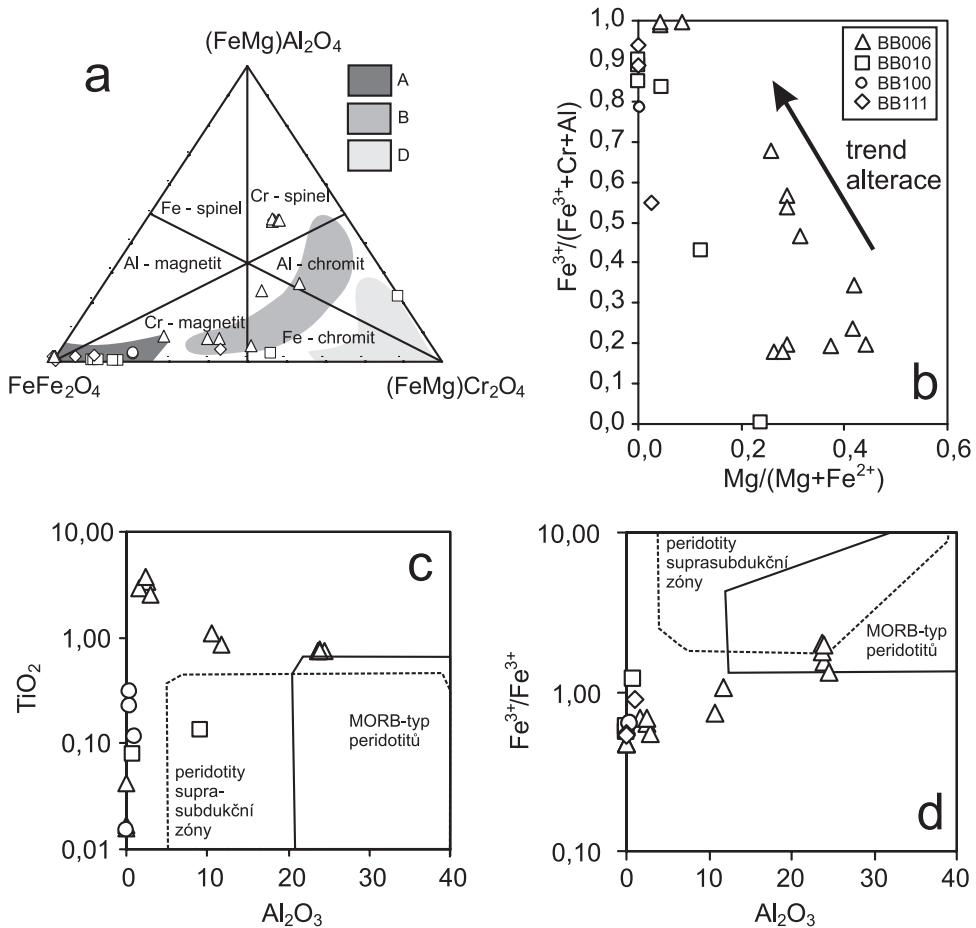 a
(FeMg)Al₂O₄
A
B
D
Fe - spinel
Cr - spinel
Al - magnetit
Al - chromit
Cr - magnetit
Fe - chromit
FeFe₂O₄
(FeMg)Cr₂O₄
Fe³⁺/(Fe³⁺+Cr+Al)
1,0
0,9
0,8
0,7
0,6
0,5
0,4
0,3
0,2
0,1
0,0
BB006
BB010
BB100
BB111
trend
alterace
b
0,0
0,2
0,4
0,6
Mg/(Mg+Fe²⁺)
TiO₂
10,00
1,00
0,10
0,01
c
MORB-typ
peridotitů
peridotity
supra-
subdukční
zóny
0
10
20
30
40
Al₂O₃
Fe³⁺/Fe³⁺
10,00
1,00
0,10
peridotity
suprasubdukční
zóny
MORB-typ
peridotitů
d
0
10
20
30
40
Al₂O₃